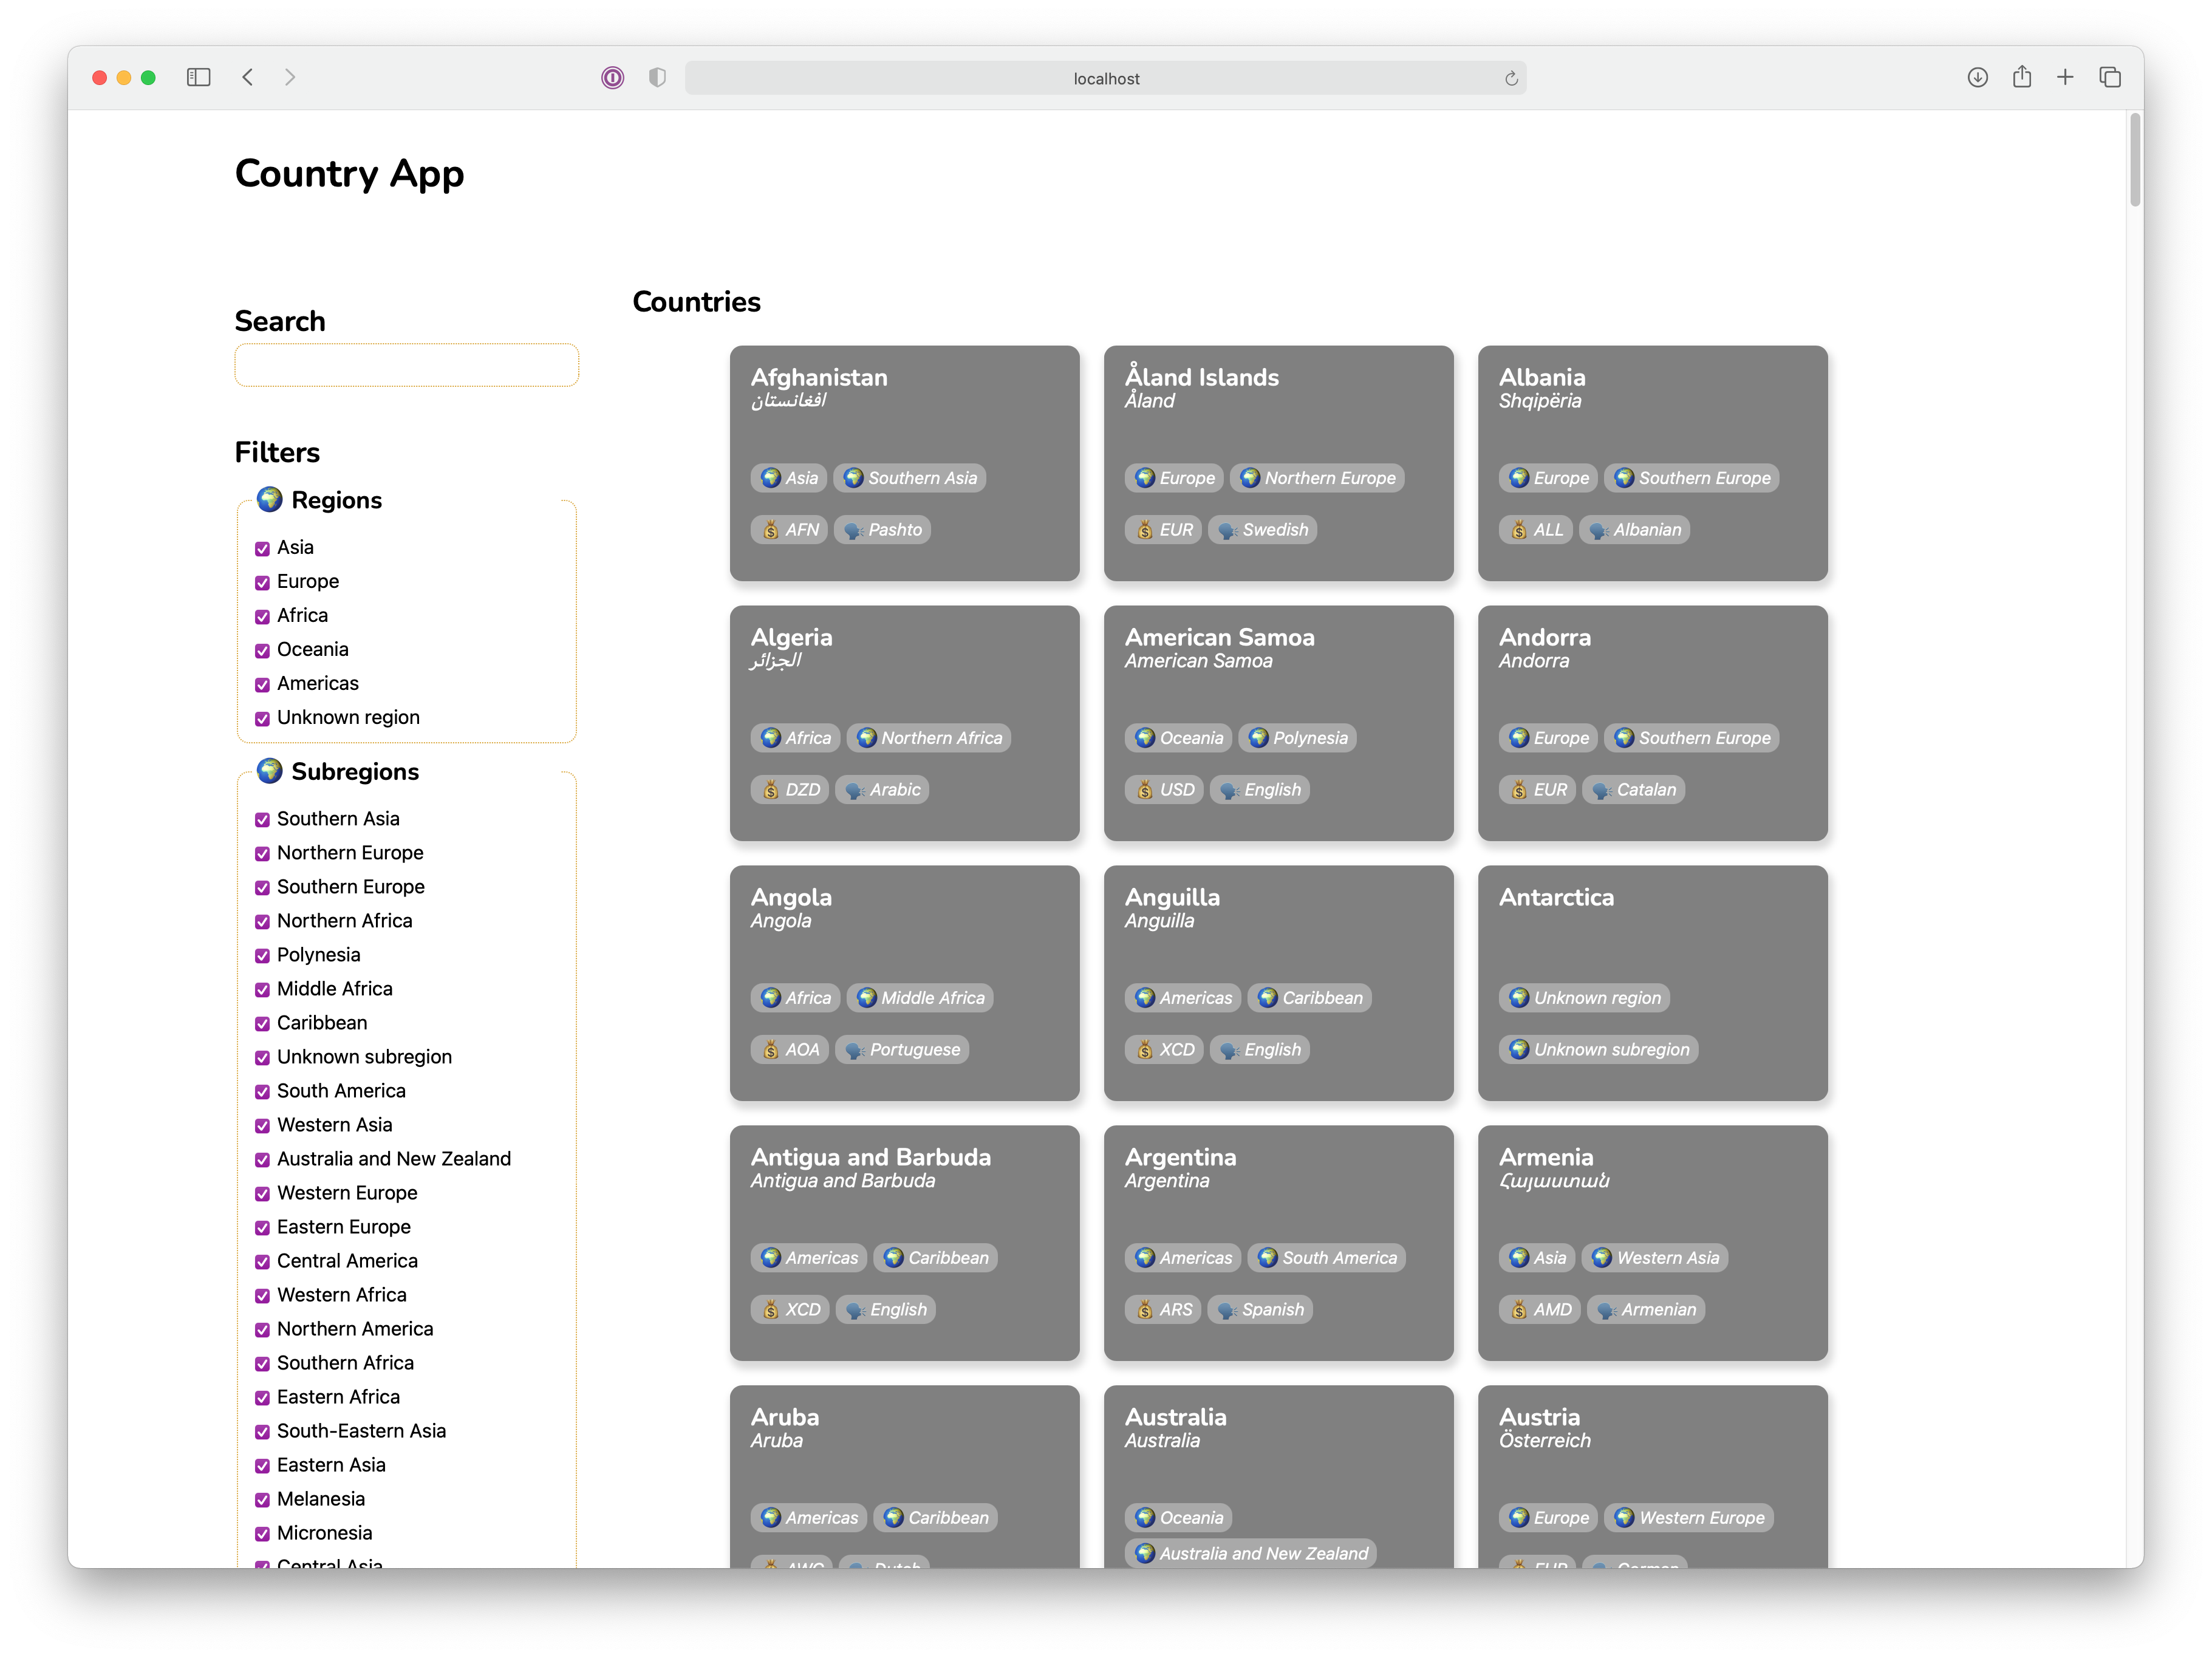 localhost
Country App
Search
Filters
Regions
Asia
Europe
Africa
Oceania
Americas
Unknown region
Subregions
Southern Asia
Northern Europe
Southern Europe
Northern Africa
Polynesia
Middle Africa
Caribbean
Unknown subregion
South America
Western Asia
Australia and New Zealand
Western Europe
Eastern Europe
Central America
Western Africa
Northern America
Southern Africa
Eastern Africa
South-Eastern Asia
Eastern Asia
Melanesia
Micronesia
Central Asia
Countries
Afghanistan
افغانستان
Asia Southern Asia
AFN Pashto
Åland Islands
Åland
Europe Northern Europe
EUR Swedish
Albania
Shqipëria
Europe Southern Europe
ALL Albanian
Algeria
الجزائر
Africa Northern Africa
DZD Arabic
American Samoa
American Samoa
Oceania Polynesia
USD English
Andorra
Andorra
Europe Southern Europe
EUR Catalan
Angola
Angola
Africa Middle Africa
AOA Portuguese
Anguilla
Anguilla
Americas Caribbean
XCD English
Antarctica
Unknown region
Unknown subregion
Antigua and Barbuda
Antigua and Barbuda
Americas Caribbean
XCD English
Argentina
Argentina
Americas South America
ARS Spanish
Armenia
Հայաստան
Asia Western Asia
AMD Armenian
Aruba
Aruba
Americas Caribbean
AWG Dutch
Australia
Australia
Oceania
Australia and New Zealand
Austria
Österreich
Europe Western Europe
EUR German